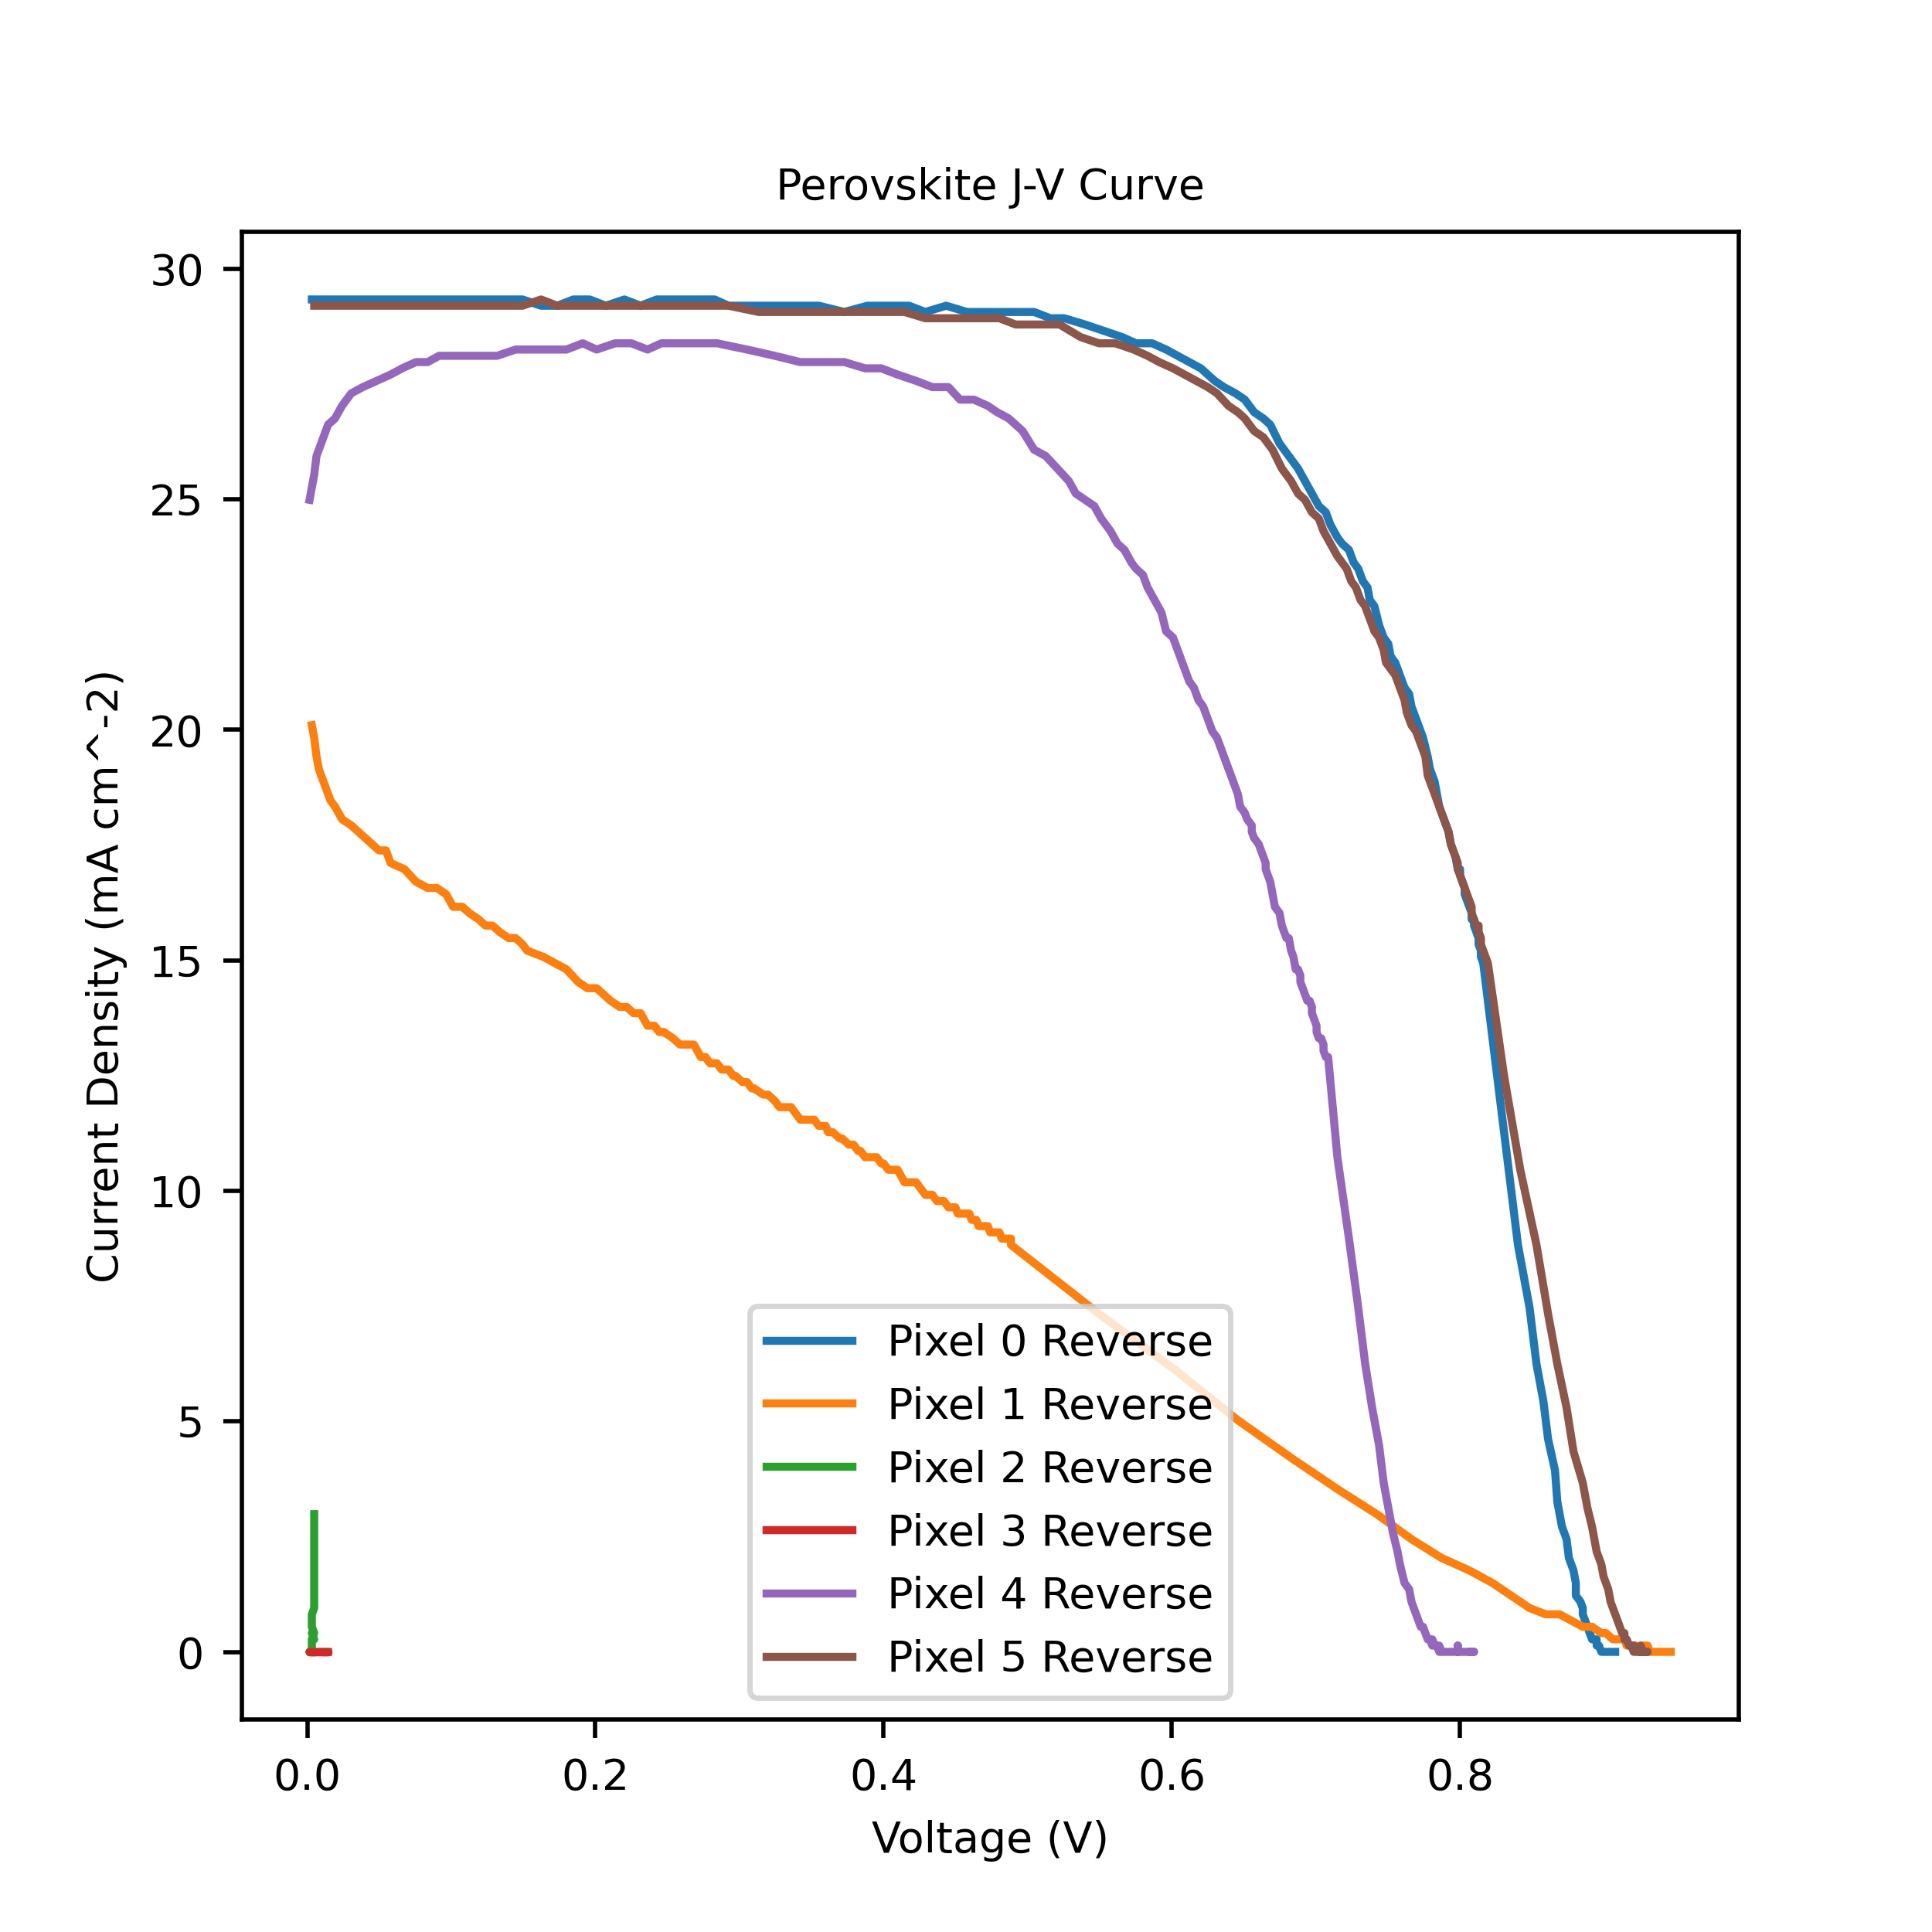 Perovskite J-V Curve
30
25
20
15
10
5
0
Current Density (mA cm^-2)
Pixel 0 Reverse
Pixel 1 Reverse
Pixel 2 Reverse
Pixel 3 Reverse
Pixel 4 Reverse
Pixel 5 Reverse
0.0 0.2 0.4 0.6 0.8
Voltage (V)